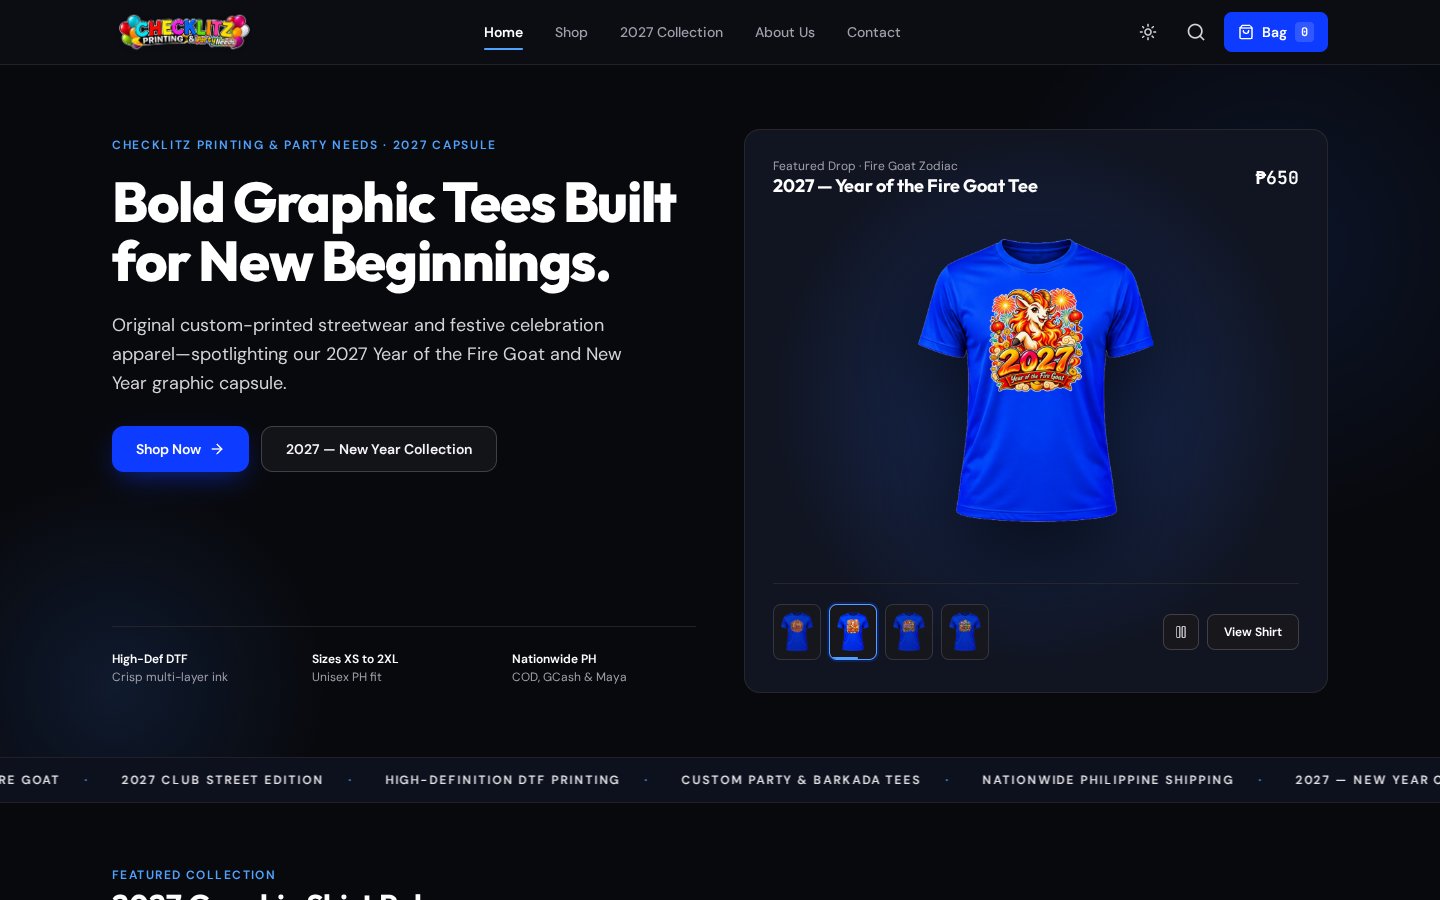 CHECKLITZ
PRINTING & PARTY Needs
Home
Shop
2027 Collection
About Us
Contact
Bag
0
CHECKLITZ PRINTING & PARTY NEEDS · 2027 CAPSULE
Bold Graphic Tees Built
for New Beginnings.
Original custom-printed streetwear and festive celebration
apparel—spotlighting our 2027 Year of the Fire Goat and New
Year graphic capsule.
Shop Now
2027 — New Year Collection
High-Def DTF
Crisp multi-layer ink
Sizes XS to 2XL
Unisex PH fit
Nationwide PH
COD, GCash & Maya
Featured Drop · Fire Goat Zodiac
2027 — Year of the Fire Goat Tee
₱650
2027
Year of the Fire Goat
View Shirt
RE GOAT · 2027 CLUB STREET EDITION · HIGH-DEFINITION DTF PRINTING · CUSTOM PARTY & BARKADA TEES · NATIONWIDE PHILIPPINE SHIPPING · 2027 — NEW YEAR
FEATURED COLLECTION